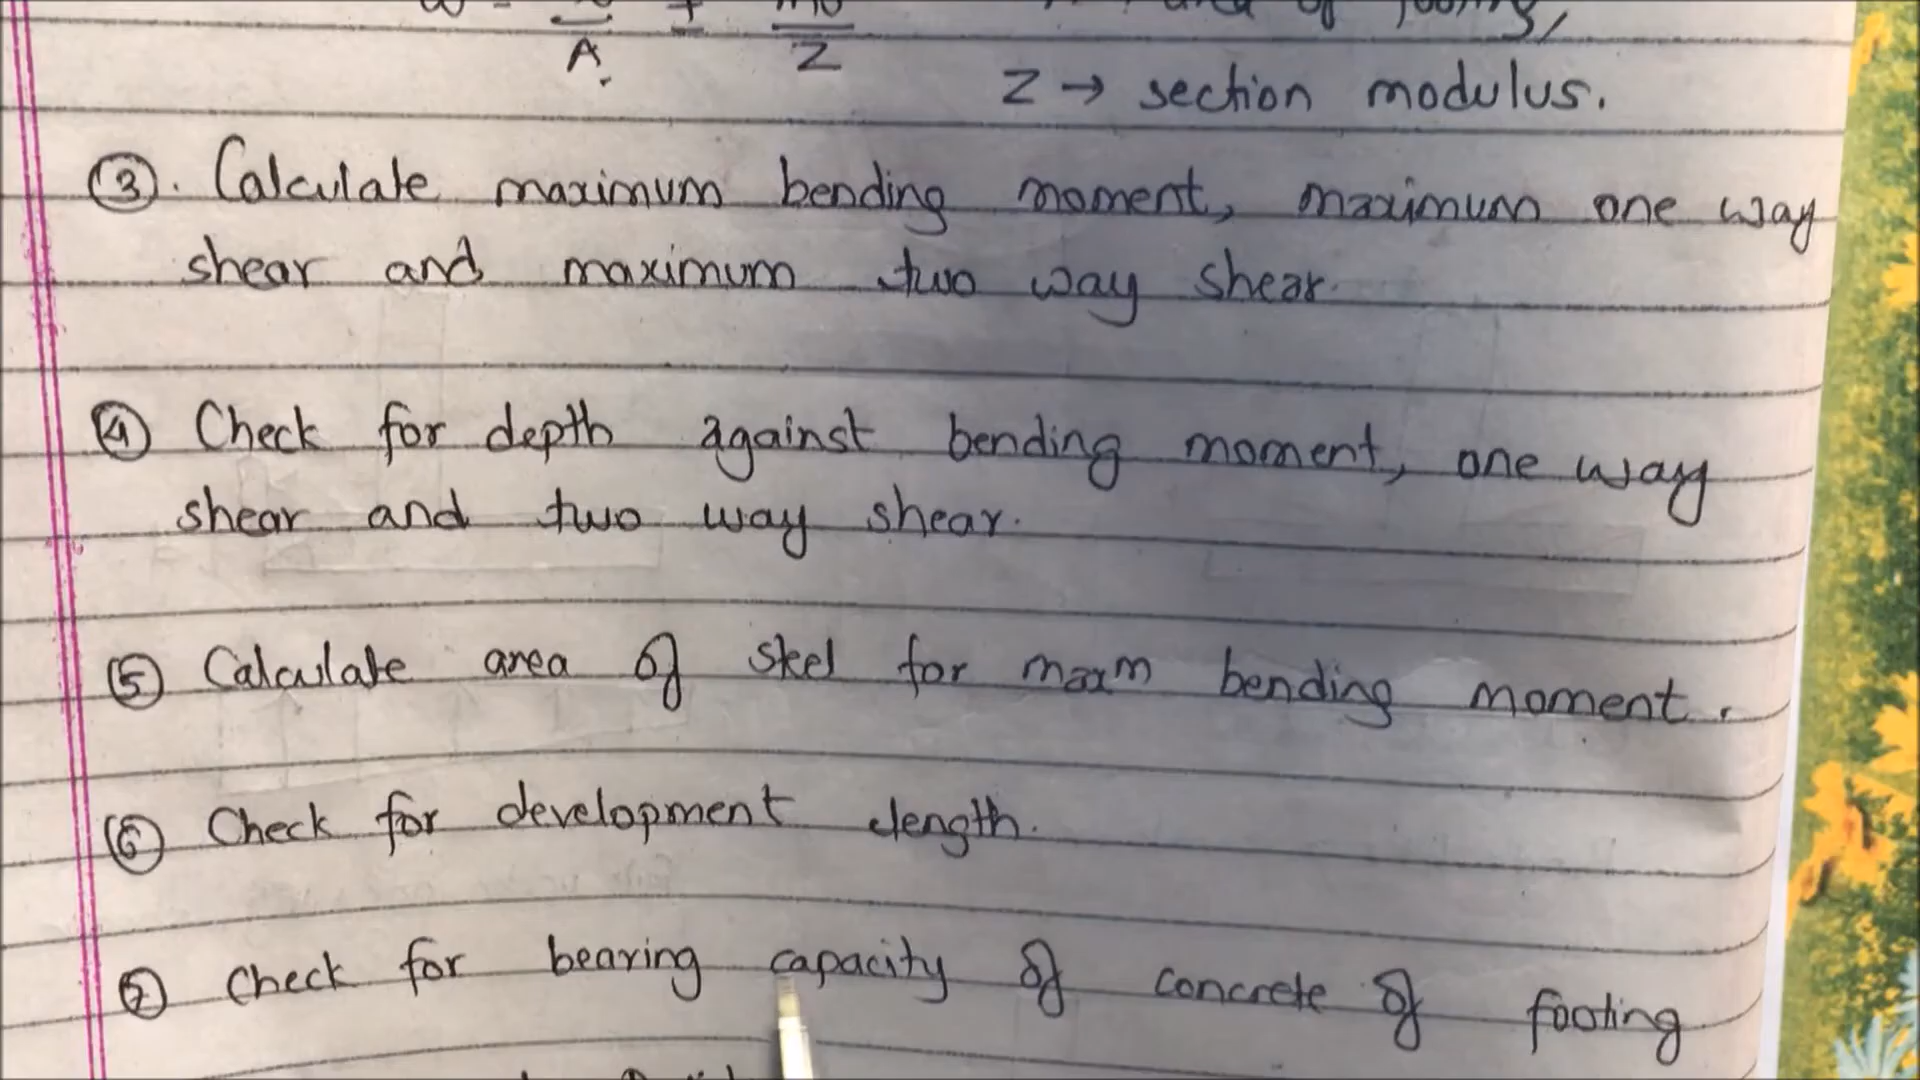 A. Z
Z → section modulus.
③. Calculate maximum bending moment, maximum one way
shear and maximum two way shear.
④ Check for depth against bending moment, one way
shear and two way shear.
⑤ Calculate area of steel for maxm bending moment.
⑥ Check for development length.
⑦ Check for bearing capacity of concrete of footing